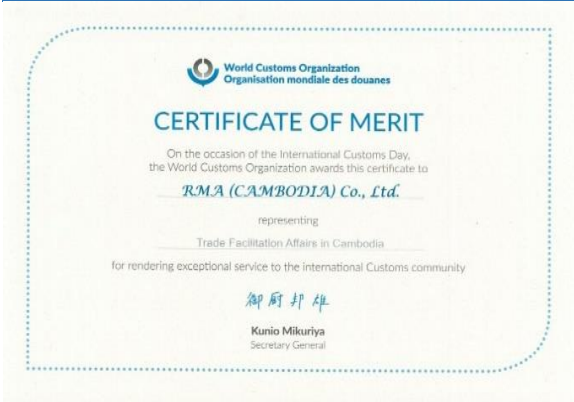 World Customs Organization
Organisation mondiale des douanes
CERTIFICATE OF MERIT
On the occasion of the International Customs Day,
the World Customs Organization awards this certificate to
RMA (CAMBODIA) Co., Ltd.
representing
Trade Facilitation Affairs in Cambodia
for rendering exceptional service to the international Customs community
御厨邦雄
Kunio Mikuriya
Secretary General